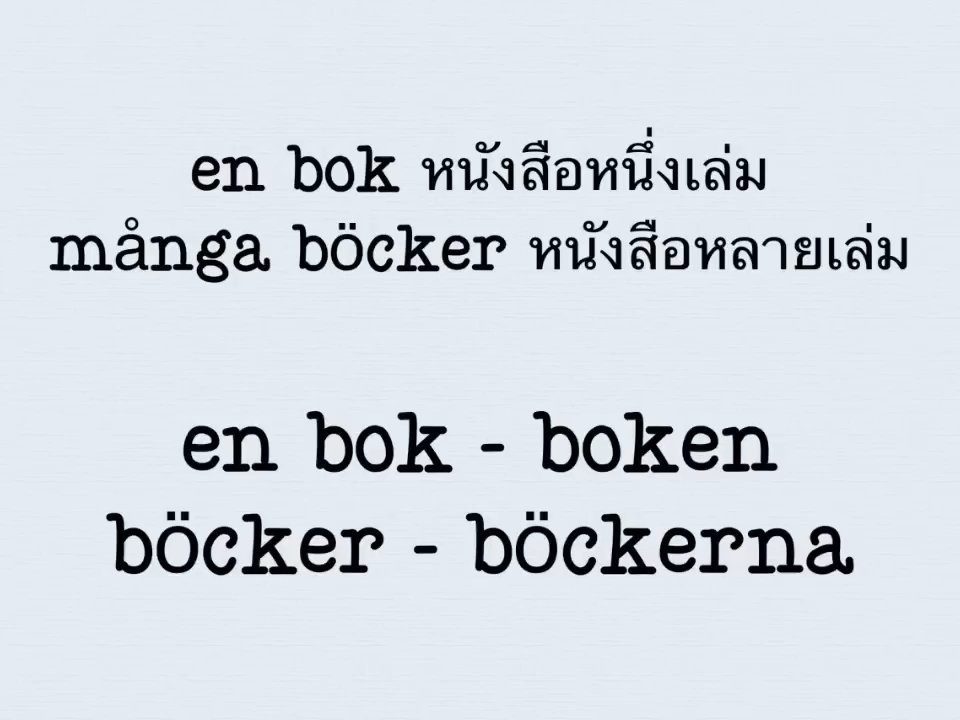 en bok หนังสือหนึ่งเล่ม
många böcker หนังสือหลายเล่ม
en bok - boken
böcker - böckerna